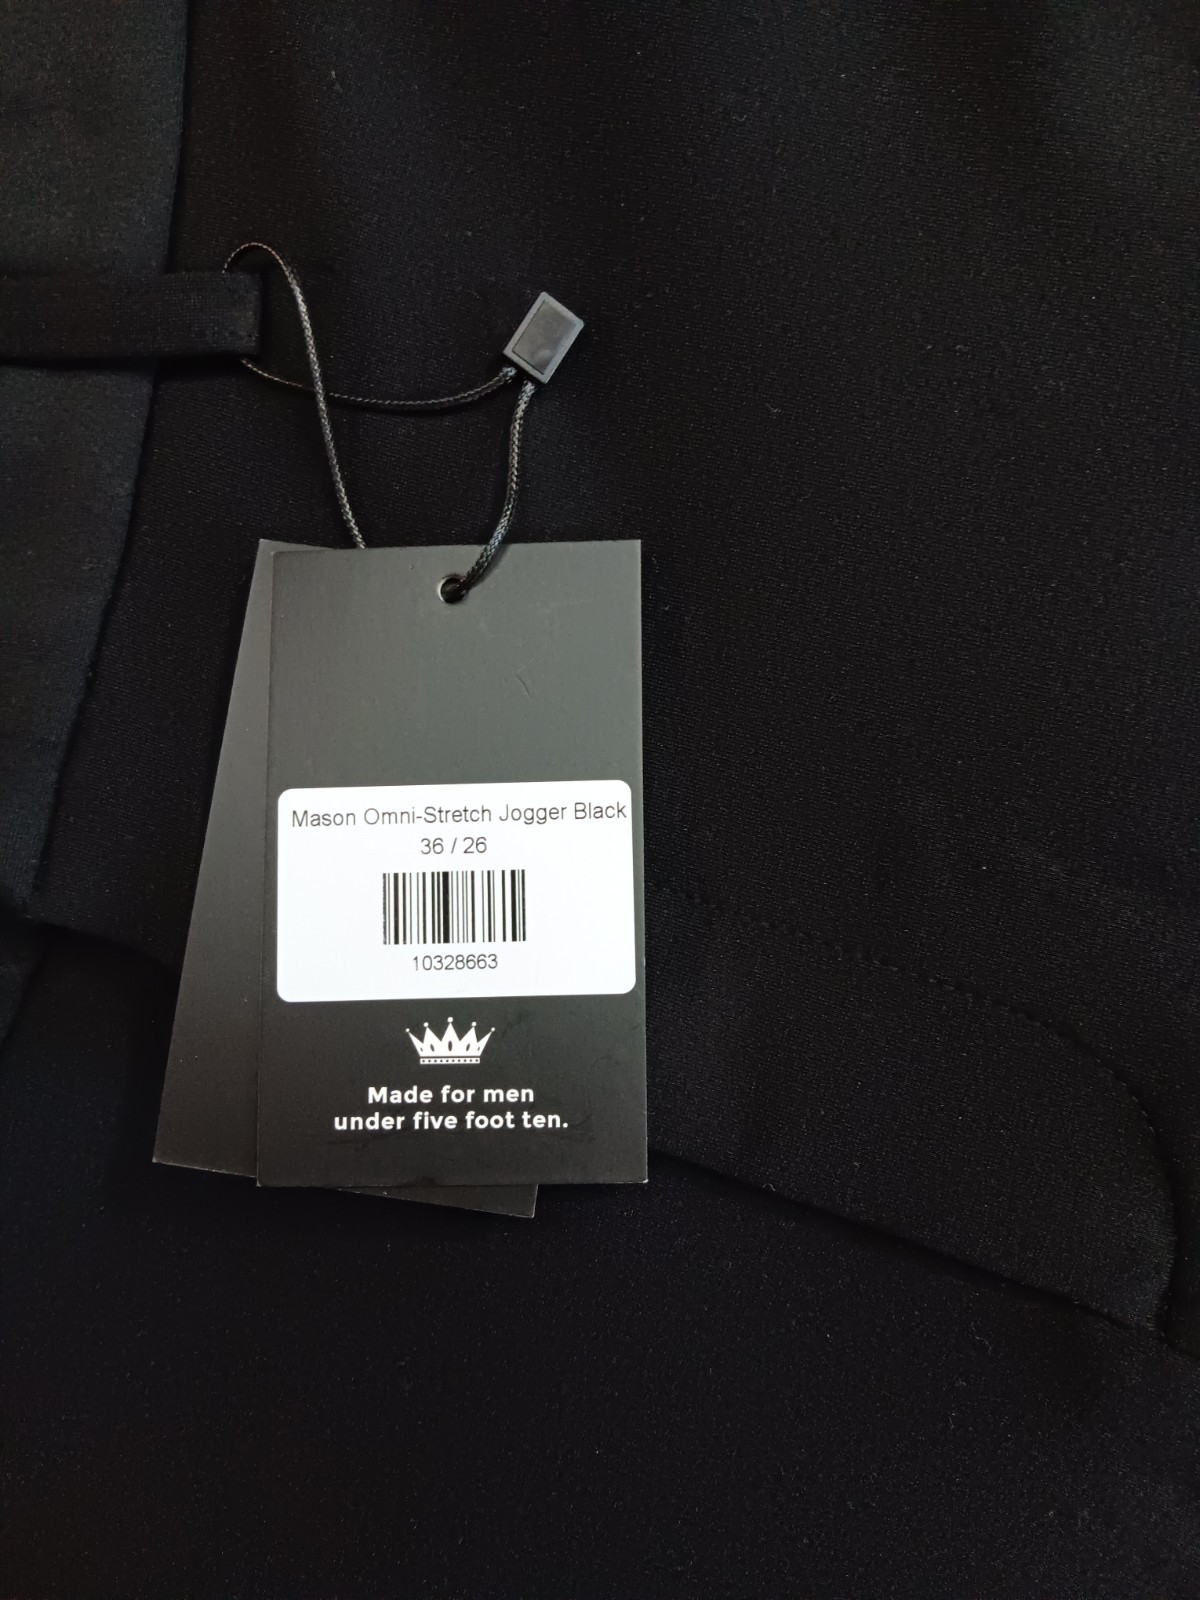 Mason Omni-Stretch Jogger Black
36 / 26
10328663
Made for men
under five foot ten.